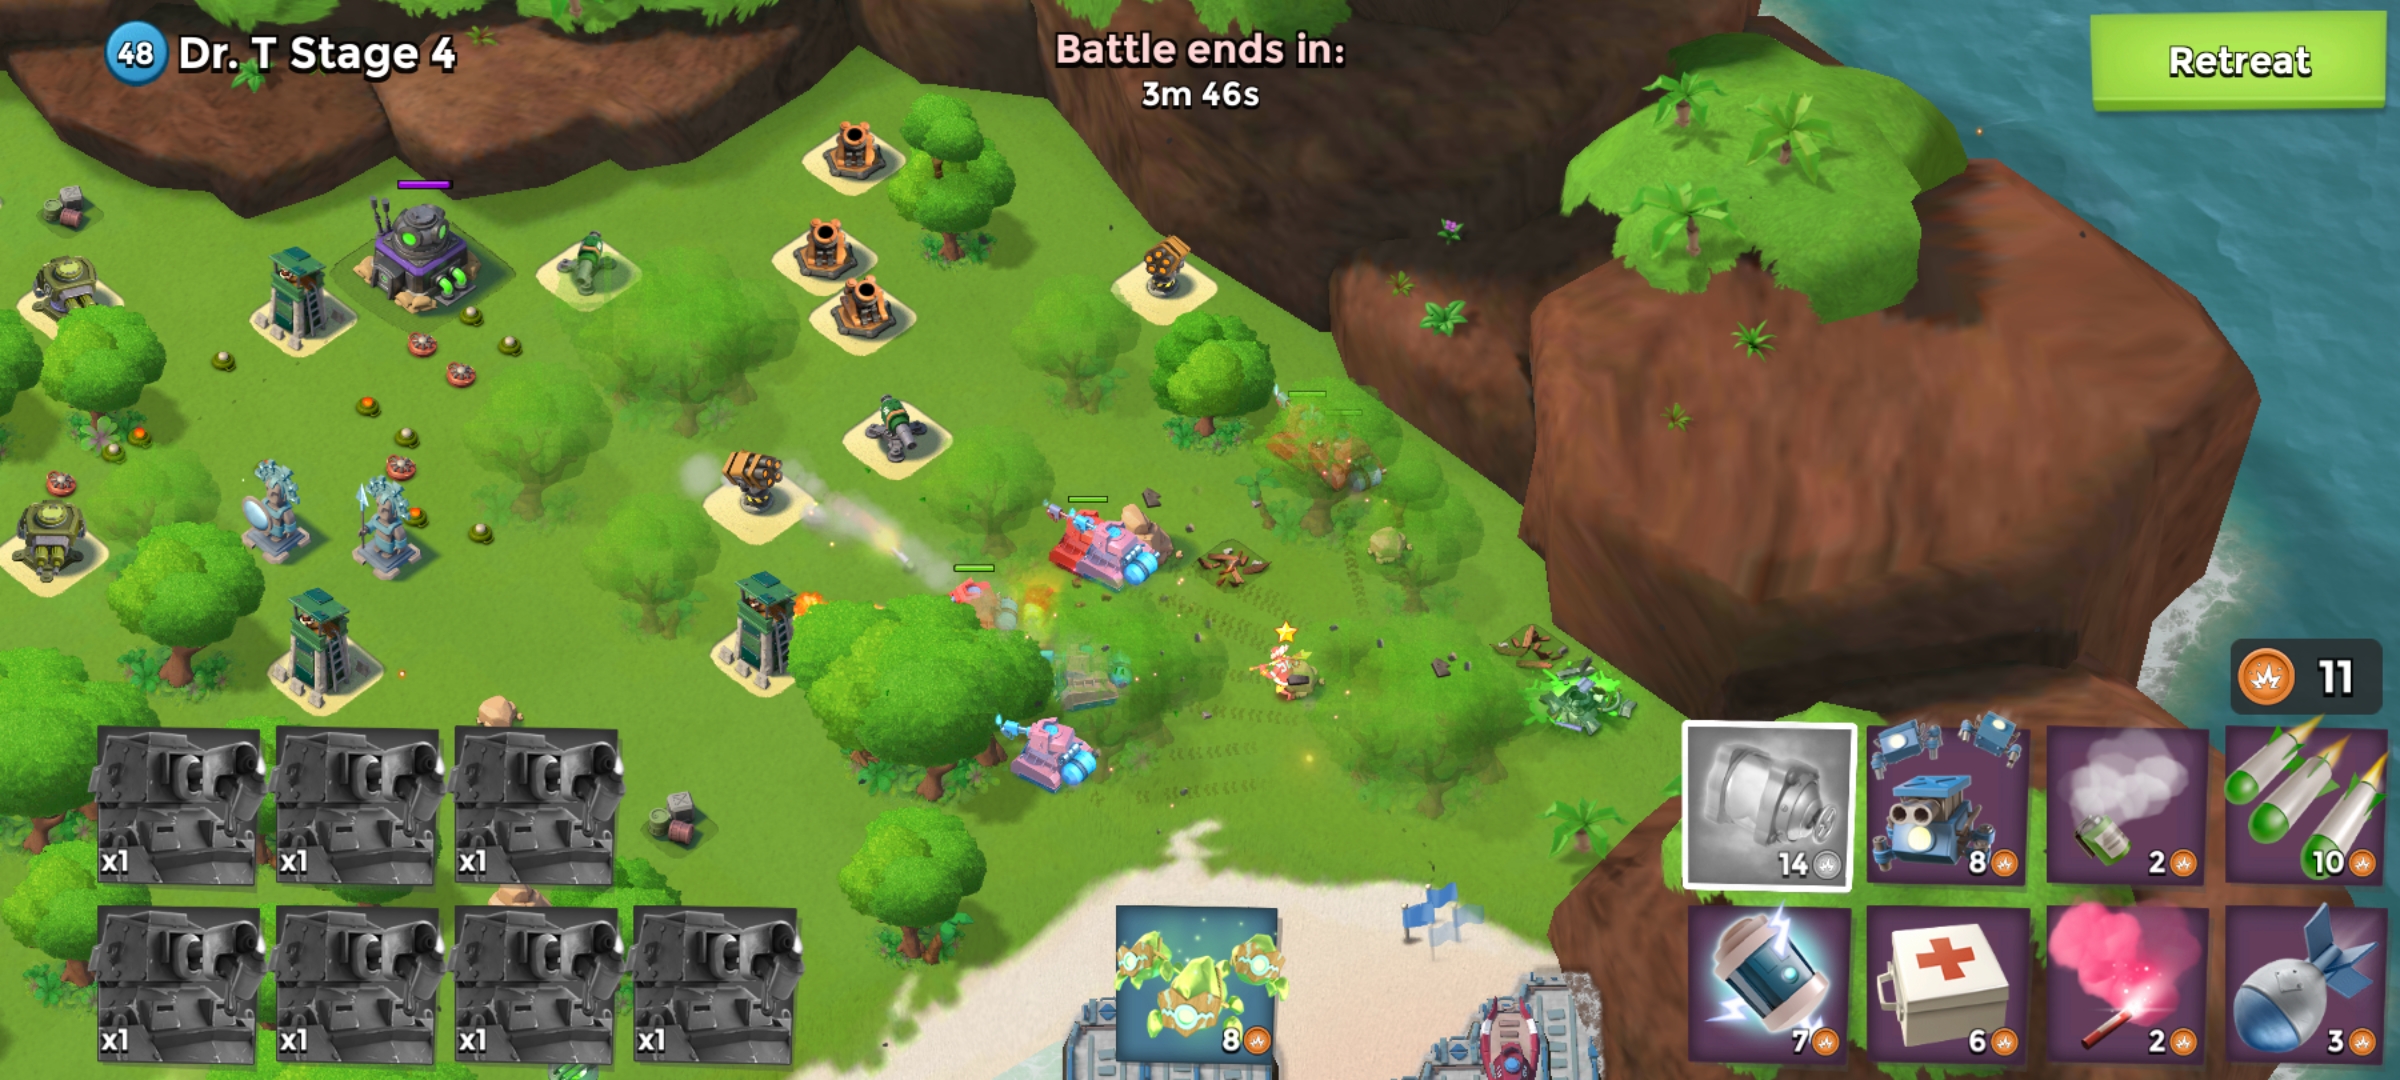 48 Dr. T Stage 4
Battle ends in:
3m 46s
Retreat
11
x1 x1 x1
14 8 2 10
x1 x1 x1 x1
8
7 6 2 3